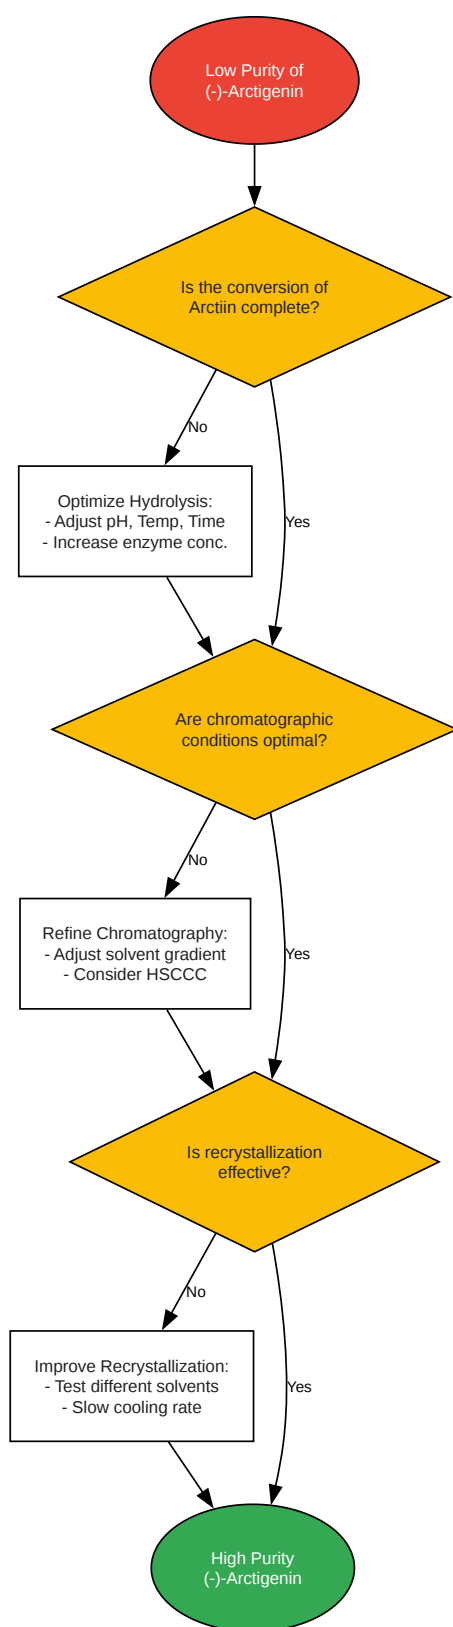 Low Purity of
(-)-Arctigenin
Is the conversion of
Arctiin complete?
No
Yes
Optimize Hydrolysis:
- Adjust pH, Temp, Time
- Increase enzyme conc.
Are chromatographic
conditions optimal?
No
Yes
Refine Chromatography:
- Adjust solvent gradient
- Consider HSCCC
Is recrystallization
effective?
No
Yes
Improve Recrystallization:
- Test different solvents
- Slow cooling rate
High Purity
(-)-Arctigenin